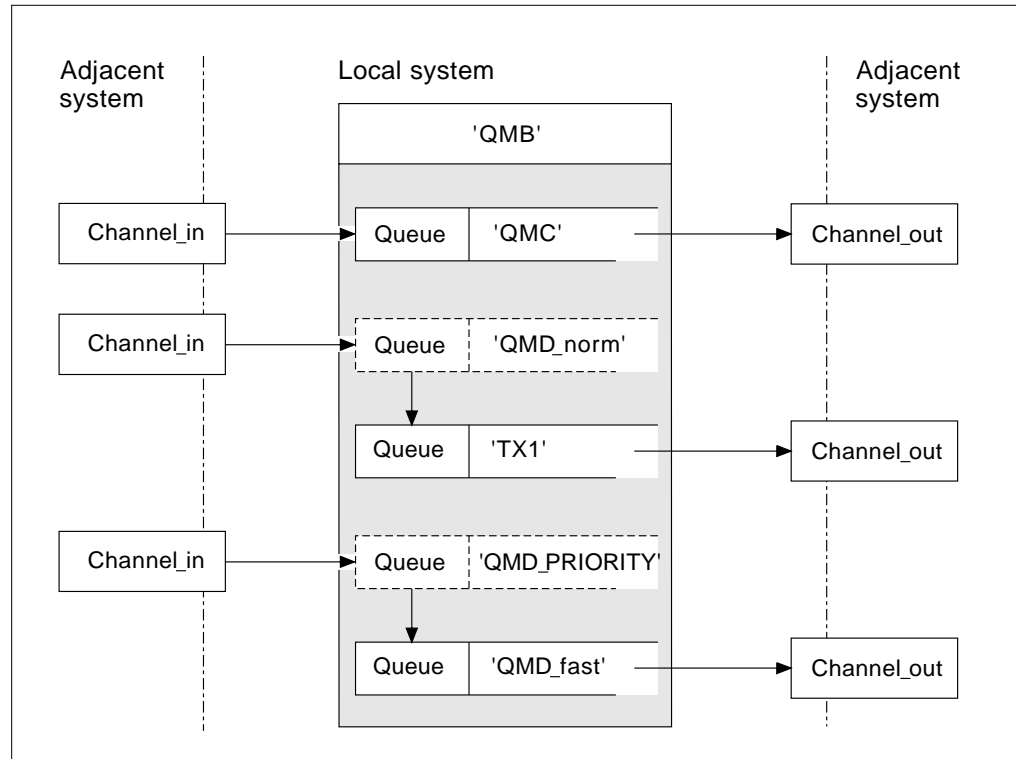 Adjacent
system
Local system
Adjacent
system
'QMB'
Channel_in
Queue
'QMC'
Channel_out
Channel_in
Queue
'QMD_norm'
Queue
'TX1'
Channel_out
Channel_in
Queue
'QMD_PRIORITY'
Queue
'QMD_fast'
Channel_out